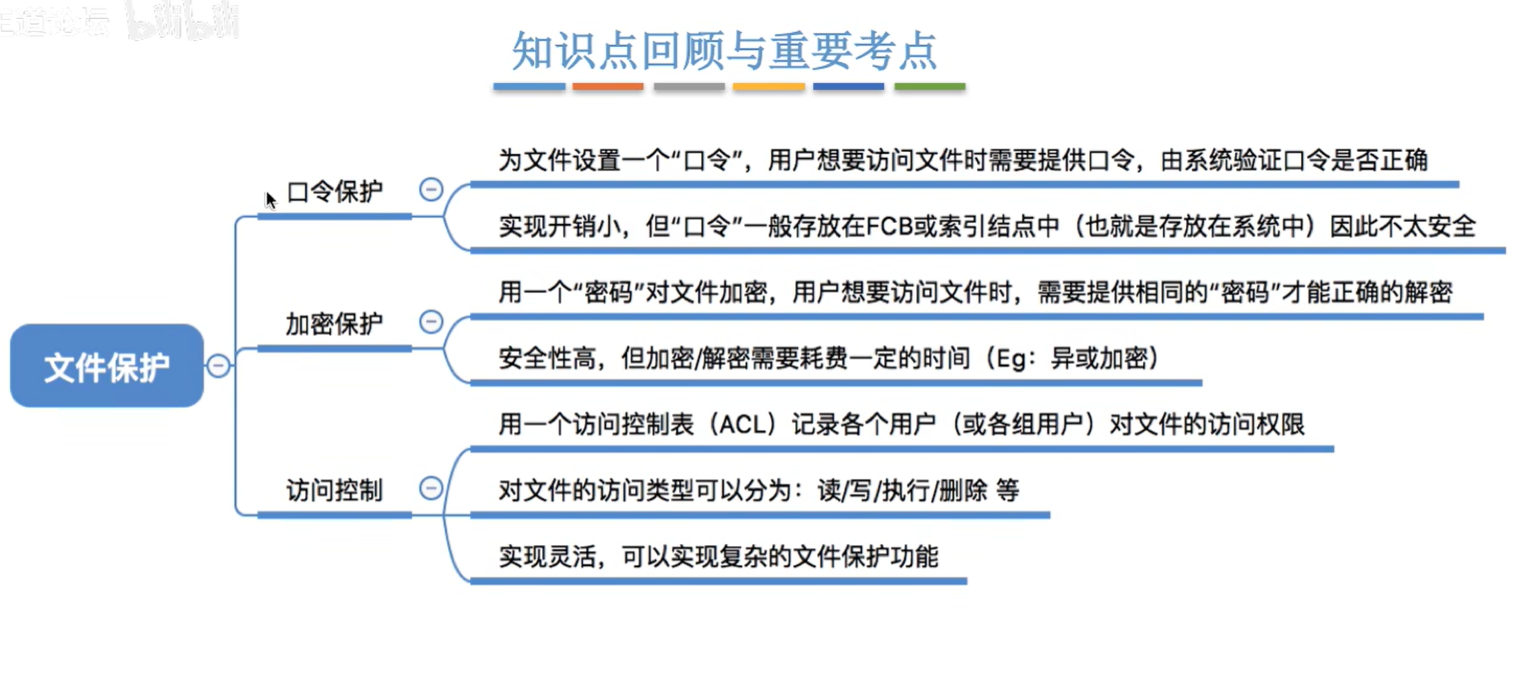 王道论坛 bilibili
知识点回顾与重要考点
口令保护
为文件设置一个“口令”，用户想要访问文件时需要提供口令，由系统验证口令是否正确
实现开销小，但“口令”一般存放在FCB或索引结点中（也就是存放在系统中）因此不太安全
加密保护
用一个“密码”对文件加密，用户想要访问文件时，需要提供相同的“密码”才能正确的解密
安全性高，但加密/解密需要耗费一定的时间（Eg：异或加密）
文件保护
访问控制
用一个访问控制表（ACL）记录各个用户（或各组用户）对文件的访问权限
对文件的访问类型可以分为：读/写/执行/删除 等
实现灵活，可以实现复杂的文件保护功能